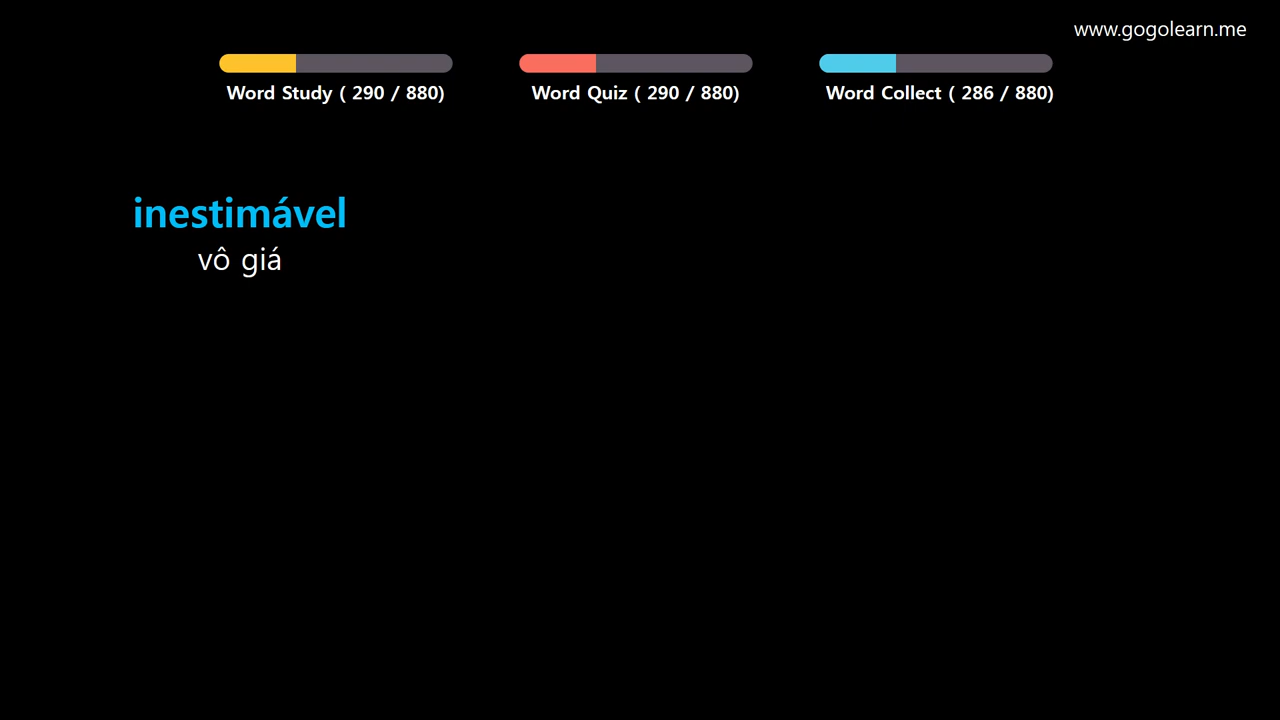 www.gogolearn.me
Word Study ( 290 / 880)
Word Quiz ( 290 / 880)
Word Collect ( 286 / 880)
inestimável
vô giá